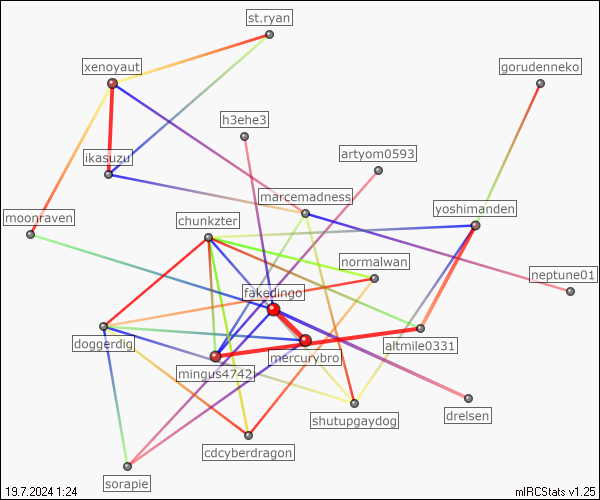 st.ryan
xenoyaut
gorudenneko
h3ehe3
artyom0593
ikasuzu
marcemadness
moonraven
chunkzter
yoshimanden
normalwan
neptune01
fakedingo
doggerdig
mercurybro
altmile0331
mingus4742
shutupgaydog
drelsen
cdcyberdragon
sorapie
19.7.2024 1:24
mIRCStats v1.25